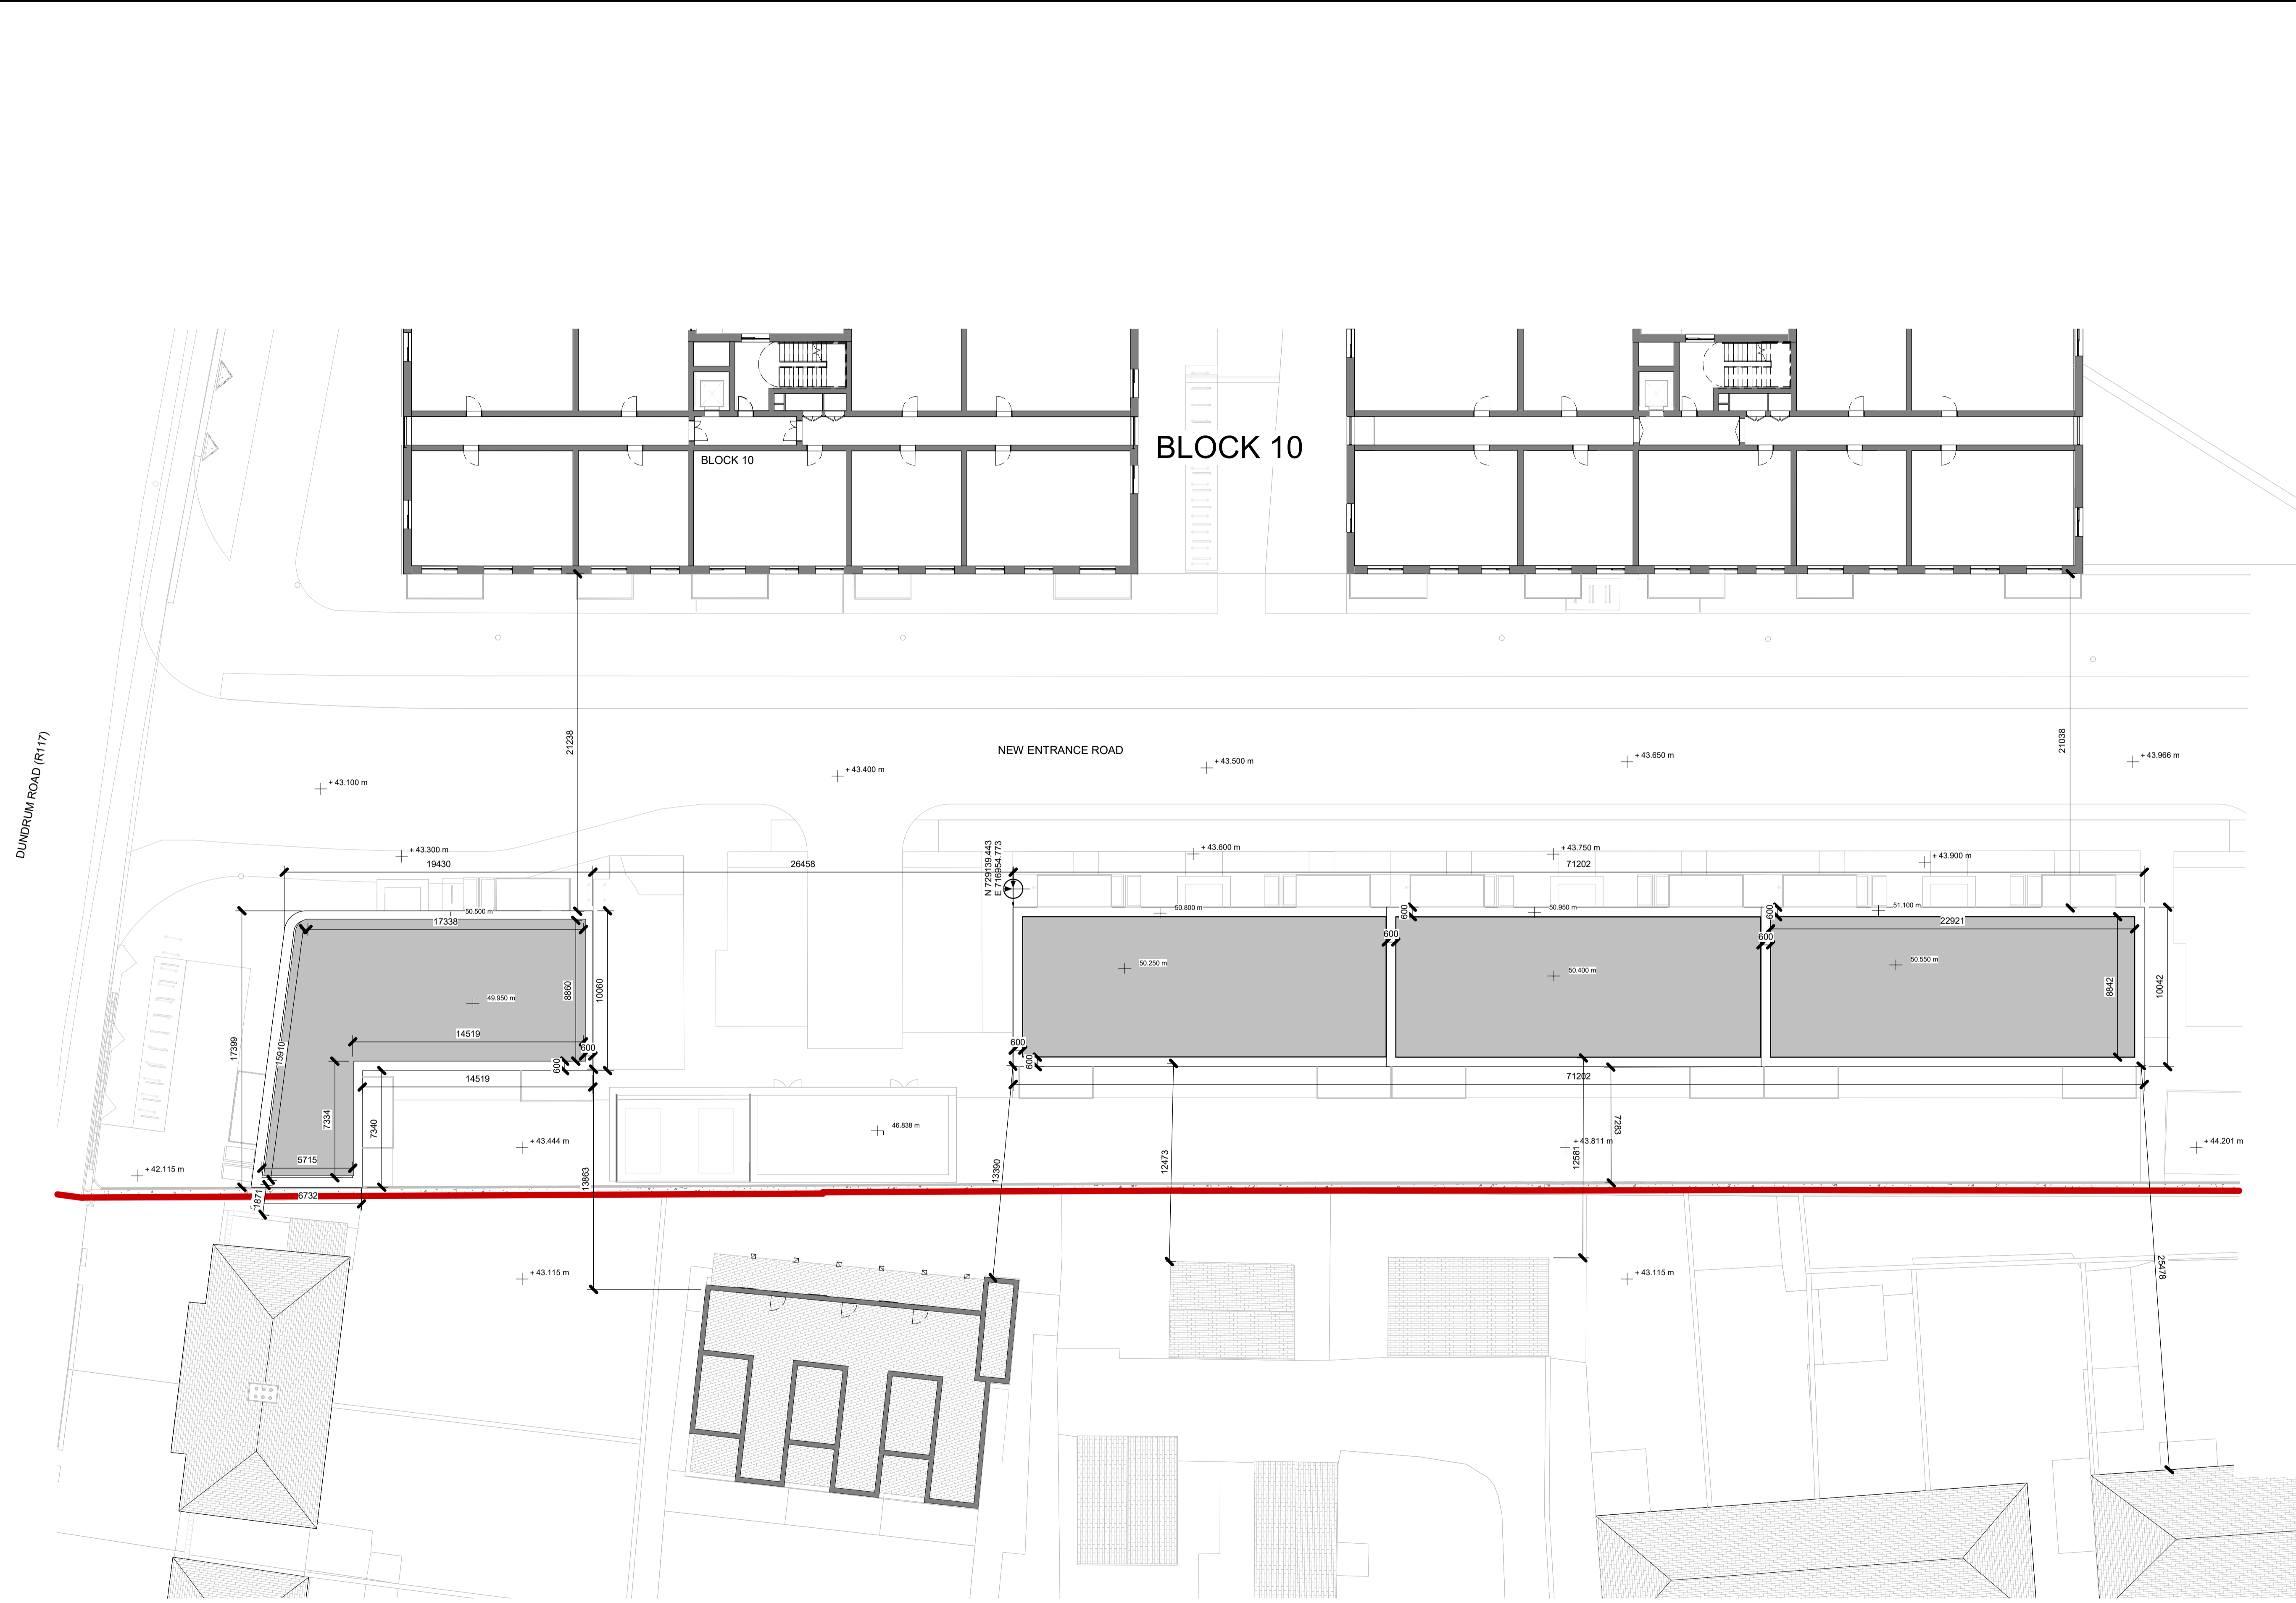 BLOCK 10
BLOCK 10
21238
21038
DUNDRUM ROAD (R117)
NEW ENTRANCE ROAD
+ 43.100 m
+ 43.400 m
+ 43.500 m
+ 43.650 m
+ 43.966 m
+ 43.300 m
+ 43.600 m
+ 43.750 m
+ 43.900 m
19430
26458
71202
N 729139.443
E 716954.773
50.500 m
50.800 m
50.950 m
51.100 m
17338
600
600
22921
600
600
50.250 m
50.400 m
50.550 m
49.950 m
8860
10060
8842
10042
17399
15910
14519
600
600
600
600
14519
71202
7334
7340
46.838 m
7283
+ 43.444 m
+ 43.811 m
+ 44.201 m
5715
+ 42.115 m
12473
12581
13390
13863
1871
6732
+ 43.115 m
+ 43.115 m
25478